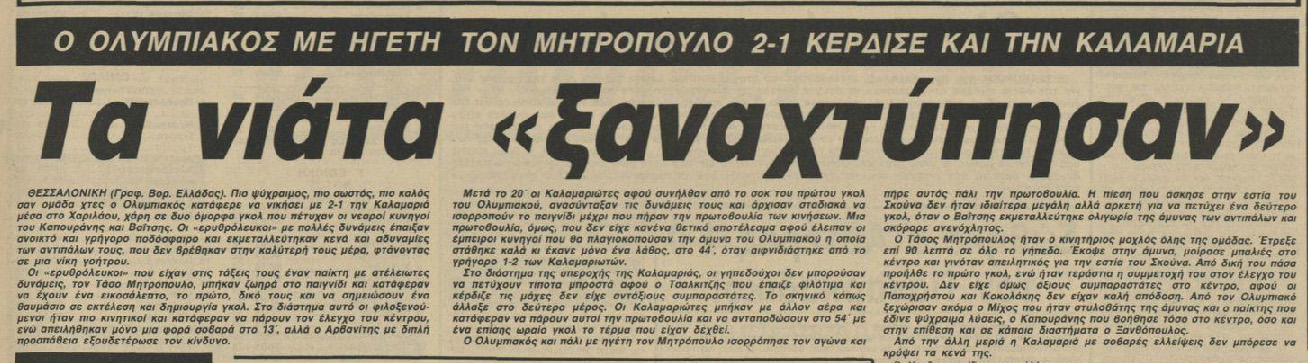 Ο ΟΛΥΜΠΙΑΚΟΣ ΜΕ ΗΓΕΤΗ ΤΟΝ ΜΗΤΡΟΠΟΥΛΟ 2-1 ΚΕΡΔΙΣΕ ΚΑΙ ΤΗΝ ΚΑΛΑΜΑΡΙΑ
Τα νιάτα «ξαναχτύπησαν»
ΘΕΣΣΑΛΟΝΙΚΗ (Γραφ. Βορ. Ελλάδος). Πιο ψύχραιμος, πιο σωστός, πιο καλός
σαν ομάδα χτες ο Ολυμπιακός κατάφερε να νικήσει με 2-1 την Καλαμαριά
μέσα στο Χαριλάου, χάρη σε δυο όμορφα γκολ που πέτυχαν οι νεαροί κυνηγοί
του Καπουράνης και Βαΐτσης. Οι «ερυθρόλευκοι» με πολλές δυνάμεις έπαιξαν
ανοικτό και γρήγορο ποδόσφαιρο και εκμεταλλεύτηκαν κενά και αδυναμίες
των αντιπάλων τους, που δεν βρέθηκαν στην καλύτερή τους μέρα, φτάνοντας
σε μια νίκη γοήτρου.
Οι «ερυθρόλευκοι» που είχαν στις τάξεις τους έναν παίκτη με ατέλειωτες
δυνάμεις, τον Τάσο Μητρόπουλο, μπήκαν ζωηρά στο παιγνίδι και κατάφεραν
να έχουν ένα εικοσάλεπτο, το πρώτο, δικό τους και να σημειώσουν ένα
θαυμάσιο σε εκτέλεση και δημιουργία γκολ. Στο διάστημα αυτό οι φιλοξενού-
μενοι ήταν πιο κινητικοί και κατάφεραν να πάρουν τον έλεγχο του κέντρου,
ενώ απειλήθηκαν μόνο μια φορά σοβαρά στο 13΄, αλλά ο Αρβανίτης με διπλή
προσπάθεια εξουδετέρωσε τον κίνδυνο.
Μετά το 20΄ οι Καλαμαριώτες αφού συνήλθαν από το σοκ του πρώτου γκολ
του Ολυμπιακού, ανασύνταξαν τις δυνάμεις τους και άρχισαν σταδιακά να
ισορροπούν το παιγνίδι μέχρι που πήραν την πρωτοβουλία των κινήσεων. Μια
πρωτοβουλία, όμως, που δεν είχε κανένα θετικό αποτέλεσμα αφού έλειπαν οι
έμπειροι κυνηγοί που θα πλαγιοκοπούσαν την άμυνα του Ολυμπιακού η οποία
στάθηκε καλά κι έκανε μόνο ένα λάθος, στο 44΄, όταν αιφνιδιάστηκε από το
γρήγορο 1-2 των Καλαμαριωτών.
Στο διάστημα της υπεροχής της Καλαμαριάς, οι γηπεδούχοι δεν μπορούσαν
να πετύχουν τίποτα μπροστά αφού ο Τσαλκιτζής που έπαιζε φιλότιμα και
κέρδιζε τις μάχες δεν είχε αντάξιους συμπαραστάτες. Το σκηνικό κάπως
άλλαξε στο δεύτερο μέρος. Οι Καλαμαριώτες μπήκαν με άλλον αέρα και
κατάφεραν να πάρουν αυτοί την πρωτοβουλία και να ανταποδώσουν στο 54΄ με
ένα επίσης ωραίο γκολ το τέρμα που είχαν δεχθεί.
Ο Ολυμπιακός και πάλι με ηγέτη τον Μητρόπουλο ισορρόπησε τον αγώνα και
πήρε αυτός πάλι την πρωτοβουλία. Η πίεση που άσκησε στην εστία του
Σκούνα δεν ήταν ιδιαίτερα μεγάλη αλλά αρκετή για να πετύχει ένα δεύτερο
γκολ, όταν ο Βαΐτσης εκμεταλλεύτηκε ολιγωρία της άμυνας των αντιπάλων και
σκόραρε ανενόχλητος.
Ο Τάσος Μητρόπουλος ήταν ο κινητήριος μοχλός όλης της ομάδας. Έτρεξε
επί 90 λεπτά σε όλο το γήπεδο. Έκοψε στην άμυνα, μοίρασε μπαλιές στο
κέντρο και γινόταν απειλητικός για την εστία του Σκούνα. Από δική του πάσα
προήλθε το πρώτο γκολ, ενώ ήταν τεράστια η συμμετοχή του στον έλεγχο του
κέντρου. Δεν είχε όμως άξιους συμπαραστάτες στο κέντρο, αφού οι
Παπαχρήστου και Κοκολάκης δεν είχαν καλή απόδοση. Από τον Ολυμπιακό
ξεχώρισαν ακόμα ο Μίχος που ήταν στυλοβάτης της άμυνας και ο παίκτης που
έδινε ψύχραιμα λύσεις, ο Καπουράνης που βοήθησε τόσο στο κέντρο, όσο και
στην επίθεση και σε κάποια διαστήματα ο Ξανθόπουλος.
Από την άλλη μεριά η Καλαμαριά με σοβαρές ελλείψεις δεν μπόρεσε να
κρύψει τα κενά της.